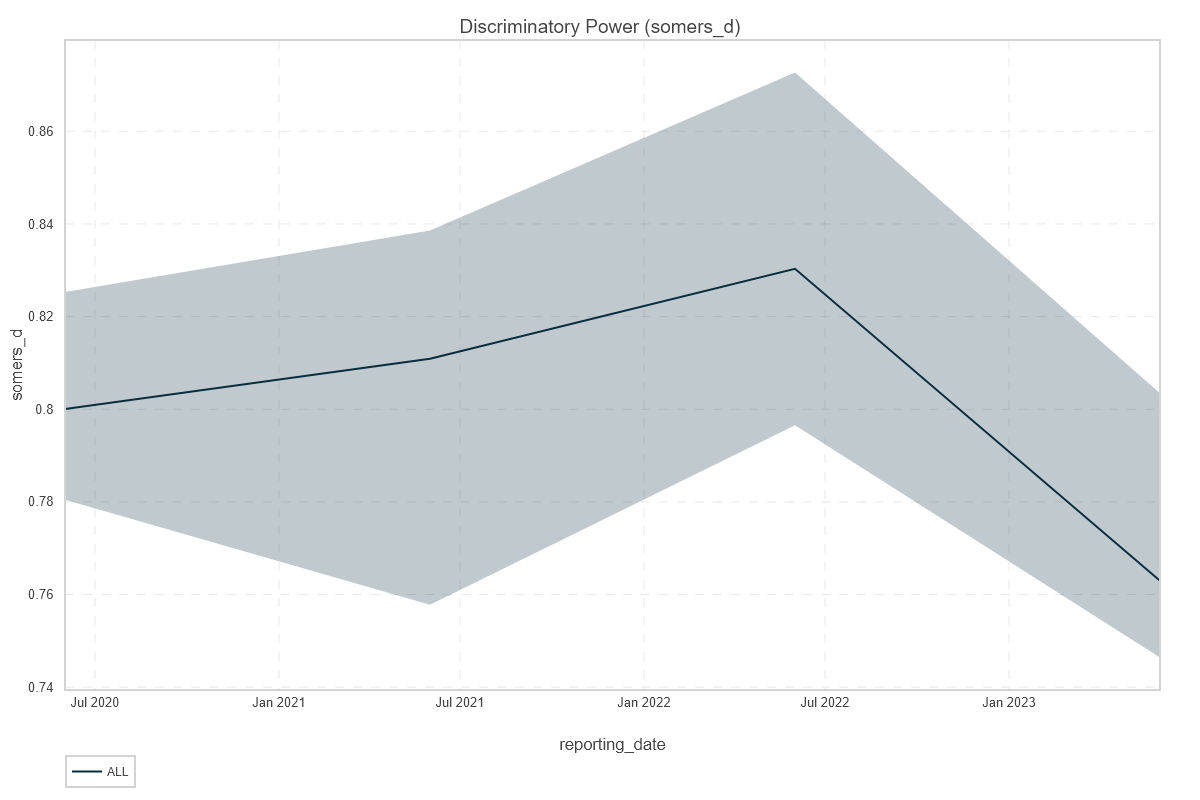 Discriminatory Power (somers_d)
0.86
0.84
0.82
0.8
0.78
0.76
0.74
somers_d
Jul 2020 Jan 2021 Jul 2021 Jan 2022 Jul 2022 Jan 2023
reporting_date
ALL